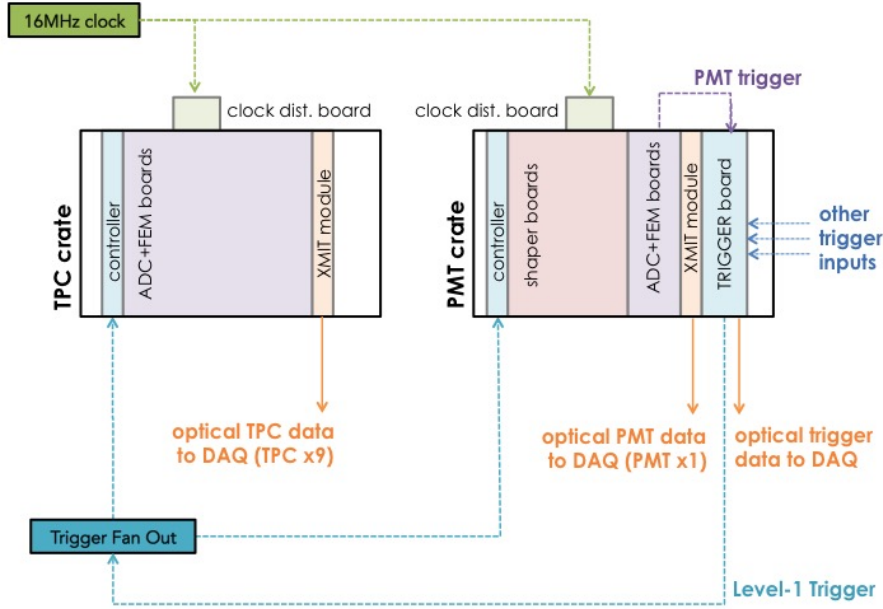 16MHz clock
PMT trigger
clock dist. board
clock dist. board
TPC crate
controller
ADC+FEM boards
XMIT module
PMT crate
controller
shaper boards
ADC+FEM boards
XMIT module
TRIGGER board
other
trigger
inputs
optical TPC data
to DAQ (TPC x9)
optical PMT data
to DAQ (PMT x1)
optical trigger
data to DAQ
Trigger Fan Out
Level-1 Trigger